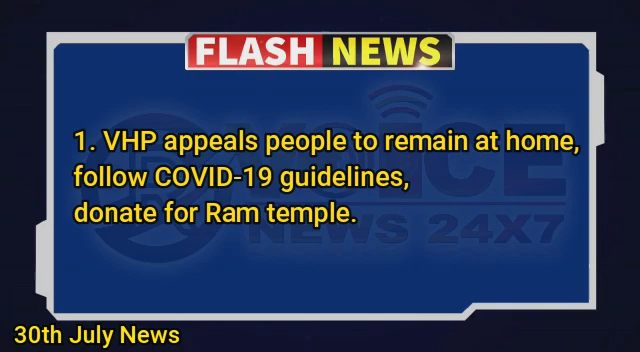 FLASH NEWS
1. VHP appeals people to remain at home,
follow COVID-19 guidelines,
donate for Ram temple.
NEWS 24X7
30th July News